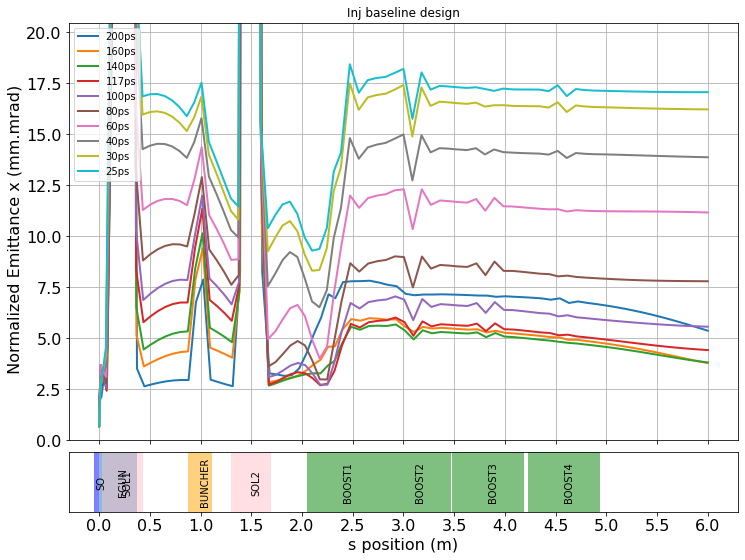 Inj baseline design
Normalized Emittance x (mm.mrad)
20.0
17.5
15.0
12.5
10.0
7.5
5.0
2.5
0.0
200ps
160ps
140ps
117ps
100ps
80ps
60ps
40ps
30ps
25ps
SO
EGUN
SOL1
BUNCHER
SOL2
BOOST1
BOOST2
BOOST3
BOOST4
0.0 0.5 1.0 1.5 2.0 2.5 3.0 3.5 4.0 4.5 5.0 5.5 6.0
s position (m)